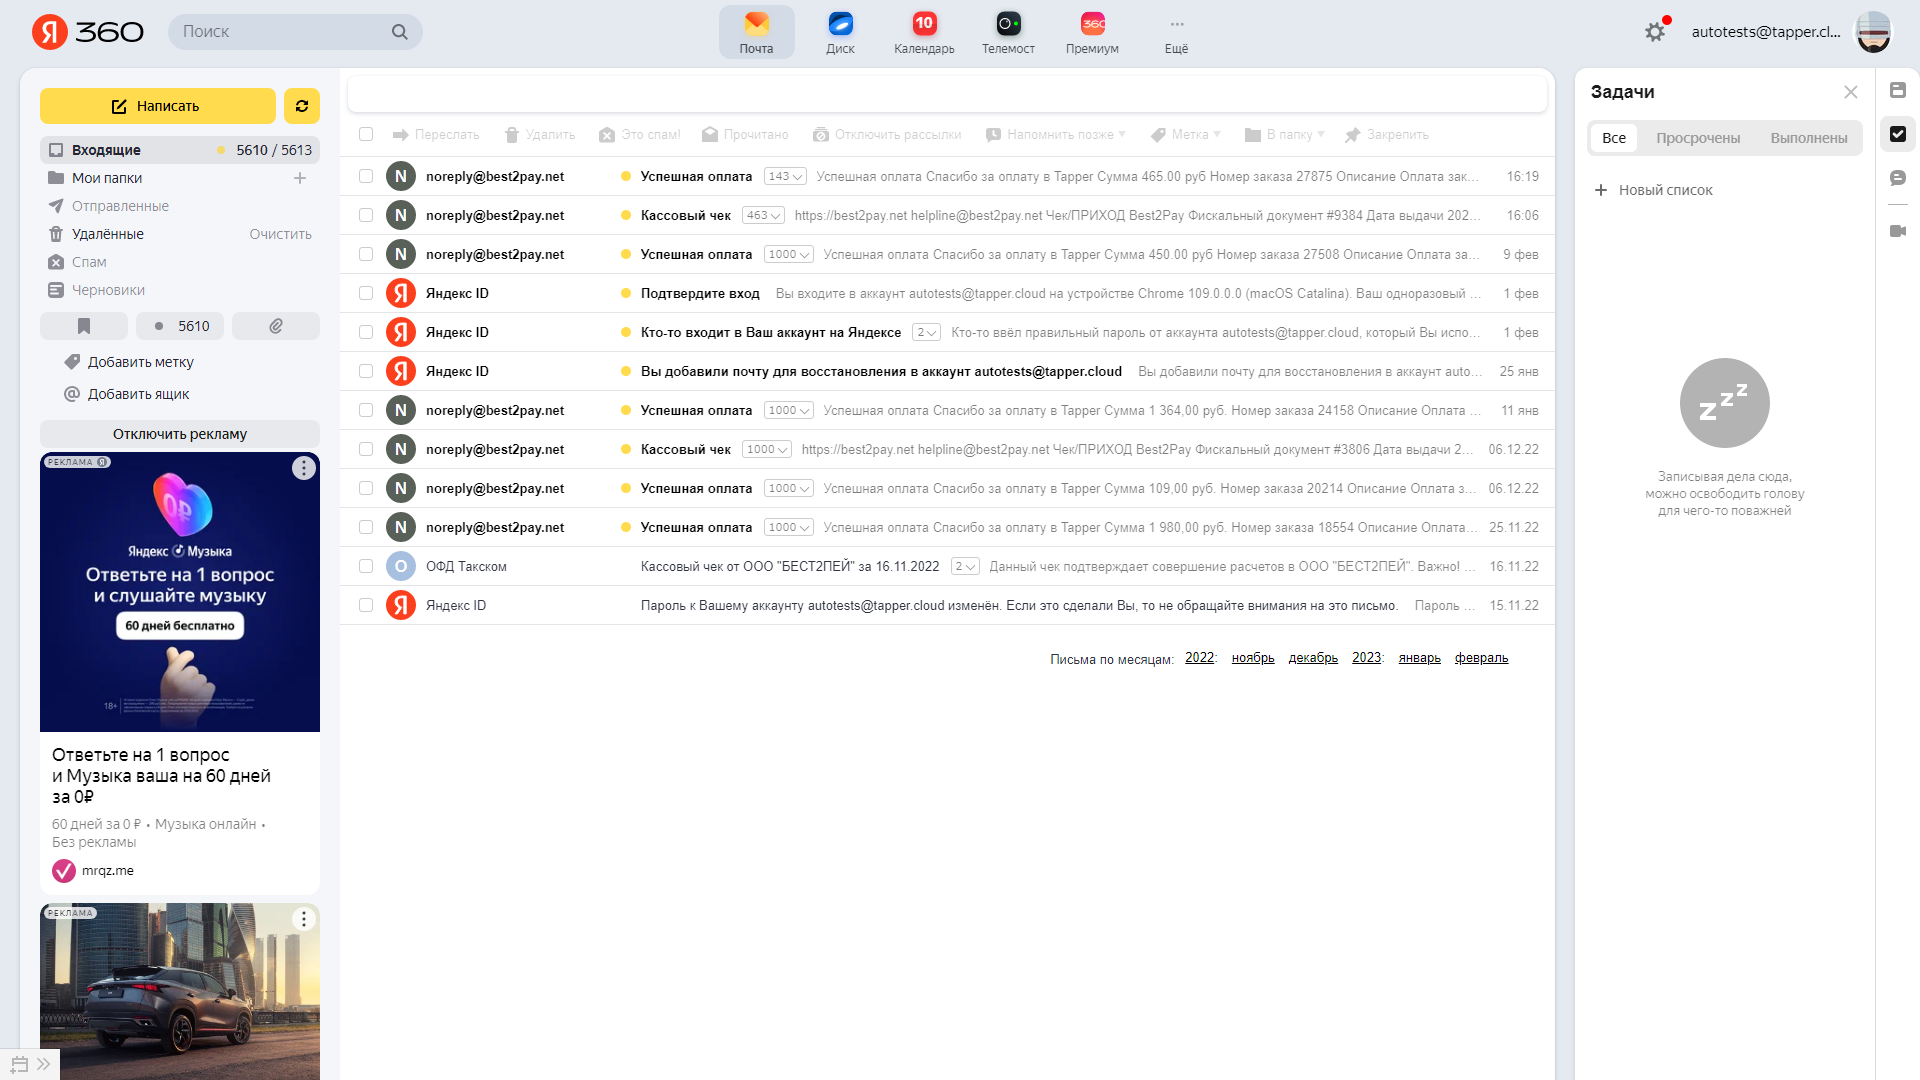 Я 360
Поиск
Почта
Диск
10
Календарь
Телемост
360
Премиум
Ещё
autotests@tapper.cl...
Написать
Входящие 5610 / 5613
Мои папки
Отправленные
Удалённые Очистить
Спам
Черновики
5610
Добавить метку
Добавить ящик
Отключить рекламу
РЕКЛАМА
Яндекс Музыка
Ответьте на 1 вопрос
и слушайте музыку
60 дней бесплатно
18+
Ответьте на 1 вопрос
и Музыка ваша на 60 дней
за 0₽
60 дней за 0 ₽ • Музыка онлайн •
Без рекламы
mrqz.me
РЕКЛАМА
Переслать Удалить Это спам! Прочитано Отключить рассылки Напомнить позже Метка В папку Закрепить
N noreply@best2pay.net Успешная оплата 143 Успешная оплата Спасибо за оплату в Tapper Сумма 465.00 руб Номер заказа 27875 Описание Оплата зак... 16:19
N noreply@best2pay.net Кассовый чек 463 https://best2pay.net helpline@best2pay.net Чек/ПРИХОД Best2Pay Фискальный документ #9384 Дата выдачи 202... 16:06
N noreply@best2pay.net Успешная оплата 1000 Успешная оплата Спасибо за оплату в Tapper Сумма 450.00 руб Номер заказа 27508 Описание Оплата за... 9 фев
Я Яндекс ID Подтвердите вход Вы входите в аккаунт autotests@tapper.cloud на устройстве Chrome 109.0.0.0 (macOS Catalina). Ваш одноразовый ... 1 фев
Я Яндекс ID Кто-то входит в Ваш аккаунт на Яндексе 2 Кто-то ввёл правильный пароль от аккаунта autotests@tapper.cloud, который Вы испо... 1 фев
Я Яндекс ID Вы добавили почту для восстановления в аккаунт autotests@tapper.cloud Вы добавили почту для восстановления в аккаунт auto... 25 янв
N noreply@best2pay.net Успешная оплата 1000 Успешная оплата Спасибо за оплату в Tapper Сумма 1 364,00 руб. Номер заказа 24158 Описание Оплата ... 11 янв
N noreply@best2pay.net Кассовый чек 1000 https://best2pay.net helpline@best2pay.net Чек/ПРИХОД Best2Pay Фискальный документ #3806 Дата выдачи 2... 06.12.22
N noreply@best2pay.net Успешная оплата 1000 Успешная оплата Спасибо за оплату в Tapper Сумма 109,00 руб. Номер заказа 20214 Описание Оплата з... 06.12.22
N noreply@best2pay.net Успешная оплата 1000 Успешная оплата Спасибо за оплату в Tapper Сумма 1 980,00 руб. Номер заказа 18554 Описание Оплата... 25.11.22
О ОФД Такском Кассовый чек от ООО "БЕСТ2ПЕЙ" за 16.11.2022 2 Данный чек подтверждает совершение расчетов в ООО "БЕСТ2ПЕЙ". Важно! ... 16.11.22
Я Яндекс ID Пароль к Вашему аккаунту autotests@tapper.cloud изменён. Если это сделали Вы, то не обращайте внимания на это письмо. Пароль ... 15.11.22
Письма по месяцам: 2022: ноябрь декабрь 2023: январь февраль
Задачи
Все Просрочены Выполнены
Новый список
z z z
Записывая дела сюда,
можно освободить голову
для чего-то поважней